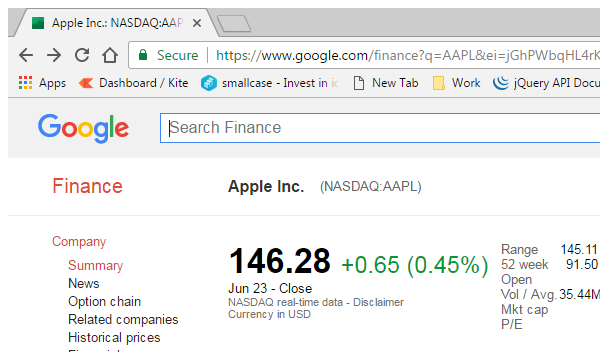 Apple Inc.: NASDAQ:AAP
Secure https://www.google.com/finance?q=AAPL&ei=jGhPWbqHL4rK
Apps Dashboard / Kite smallcase - Invest in New Tab Work jQuery API Docu
Google Search Finance
Finance Apple Inc. (NASDAQ:AAPL)
Company
Summary
News
Option chain
Related companies
Historical prices
146.28 +0.65 (0.45%)
Jun 23 - Close
NASDAQ real-time data - Disclaimer
Currency in USD
Range 145.11
52 week 91.50
Open
Vol / Avg. 35.44M
Mkt cap
P/E